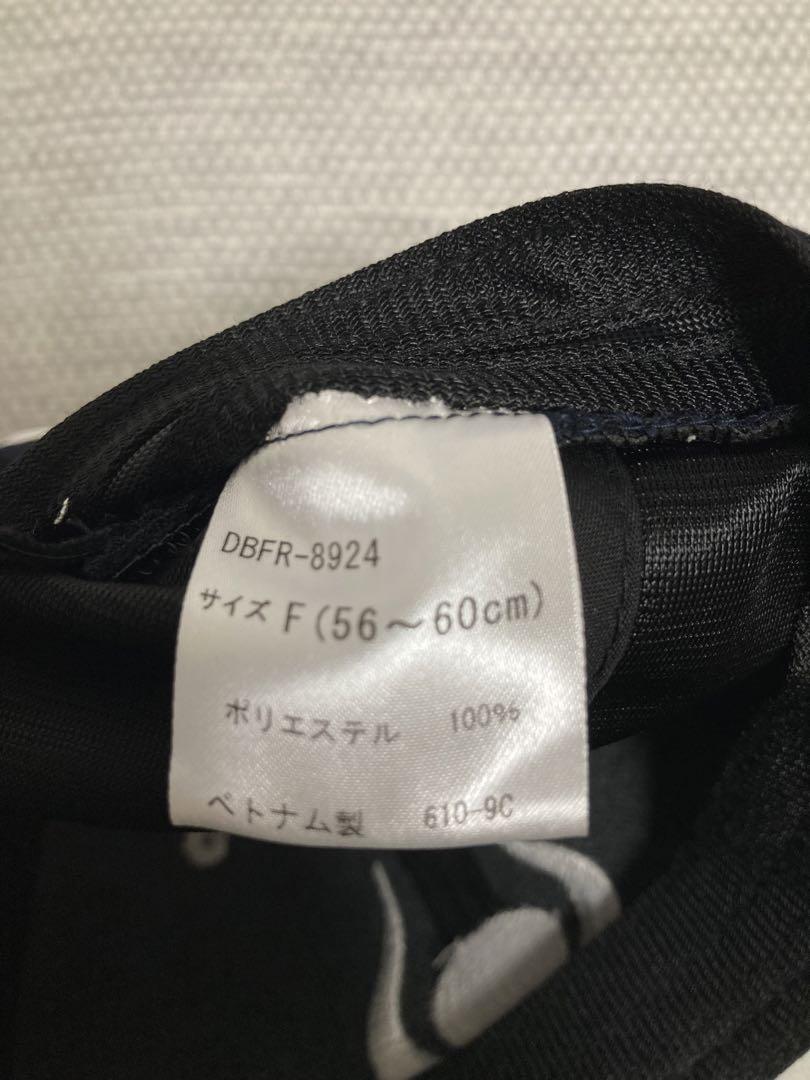 DBFR-8924
サイズ F(56～60cm)
ポリエステル 100%
ベトナム製 610-9C